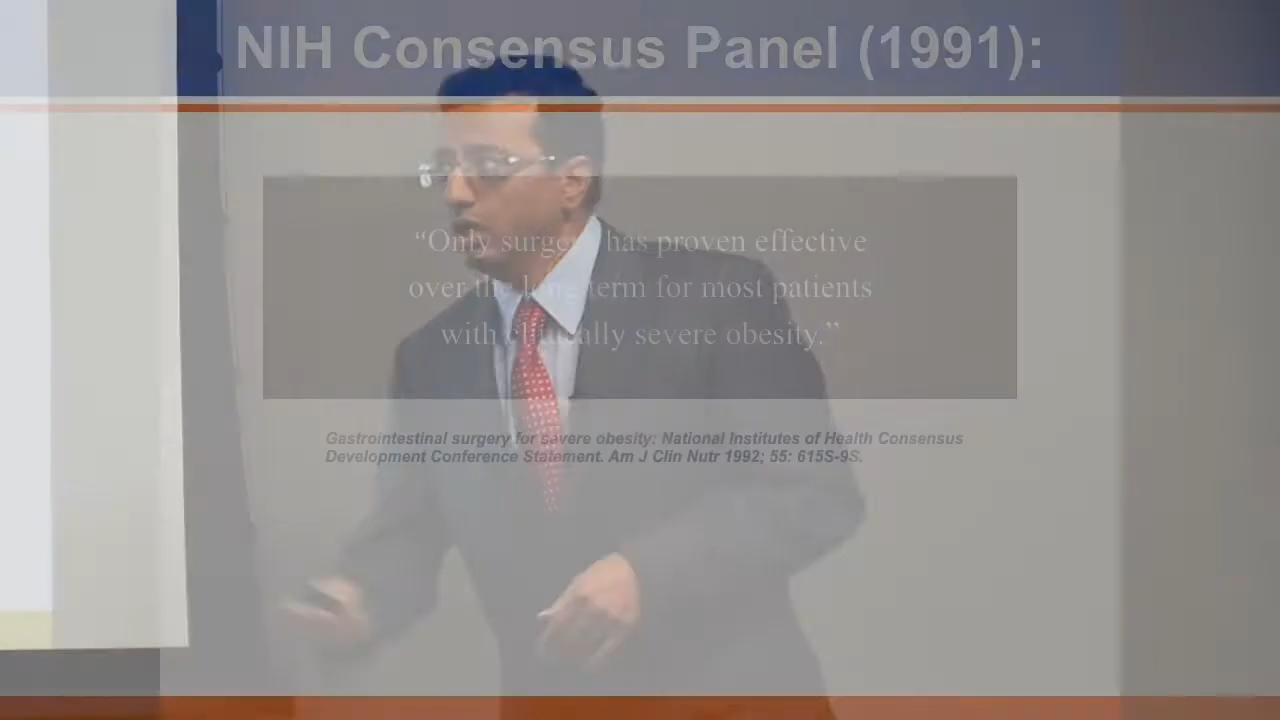 NIH Consensus Panel (1991):
“Only surgery has proven effective
over the long term for most patients
with clinically severe obesity.”
Gastrointestinal surgery for severe obesity: National Institutes of Health Consensus
Development Conference Statement. Am J Clin Nutr 1992; 55: 615S-9S.